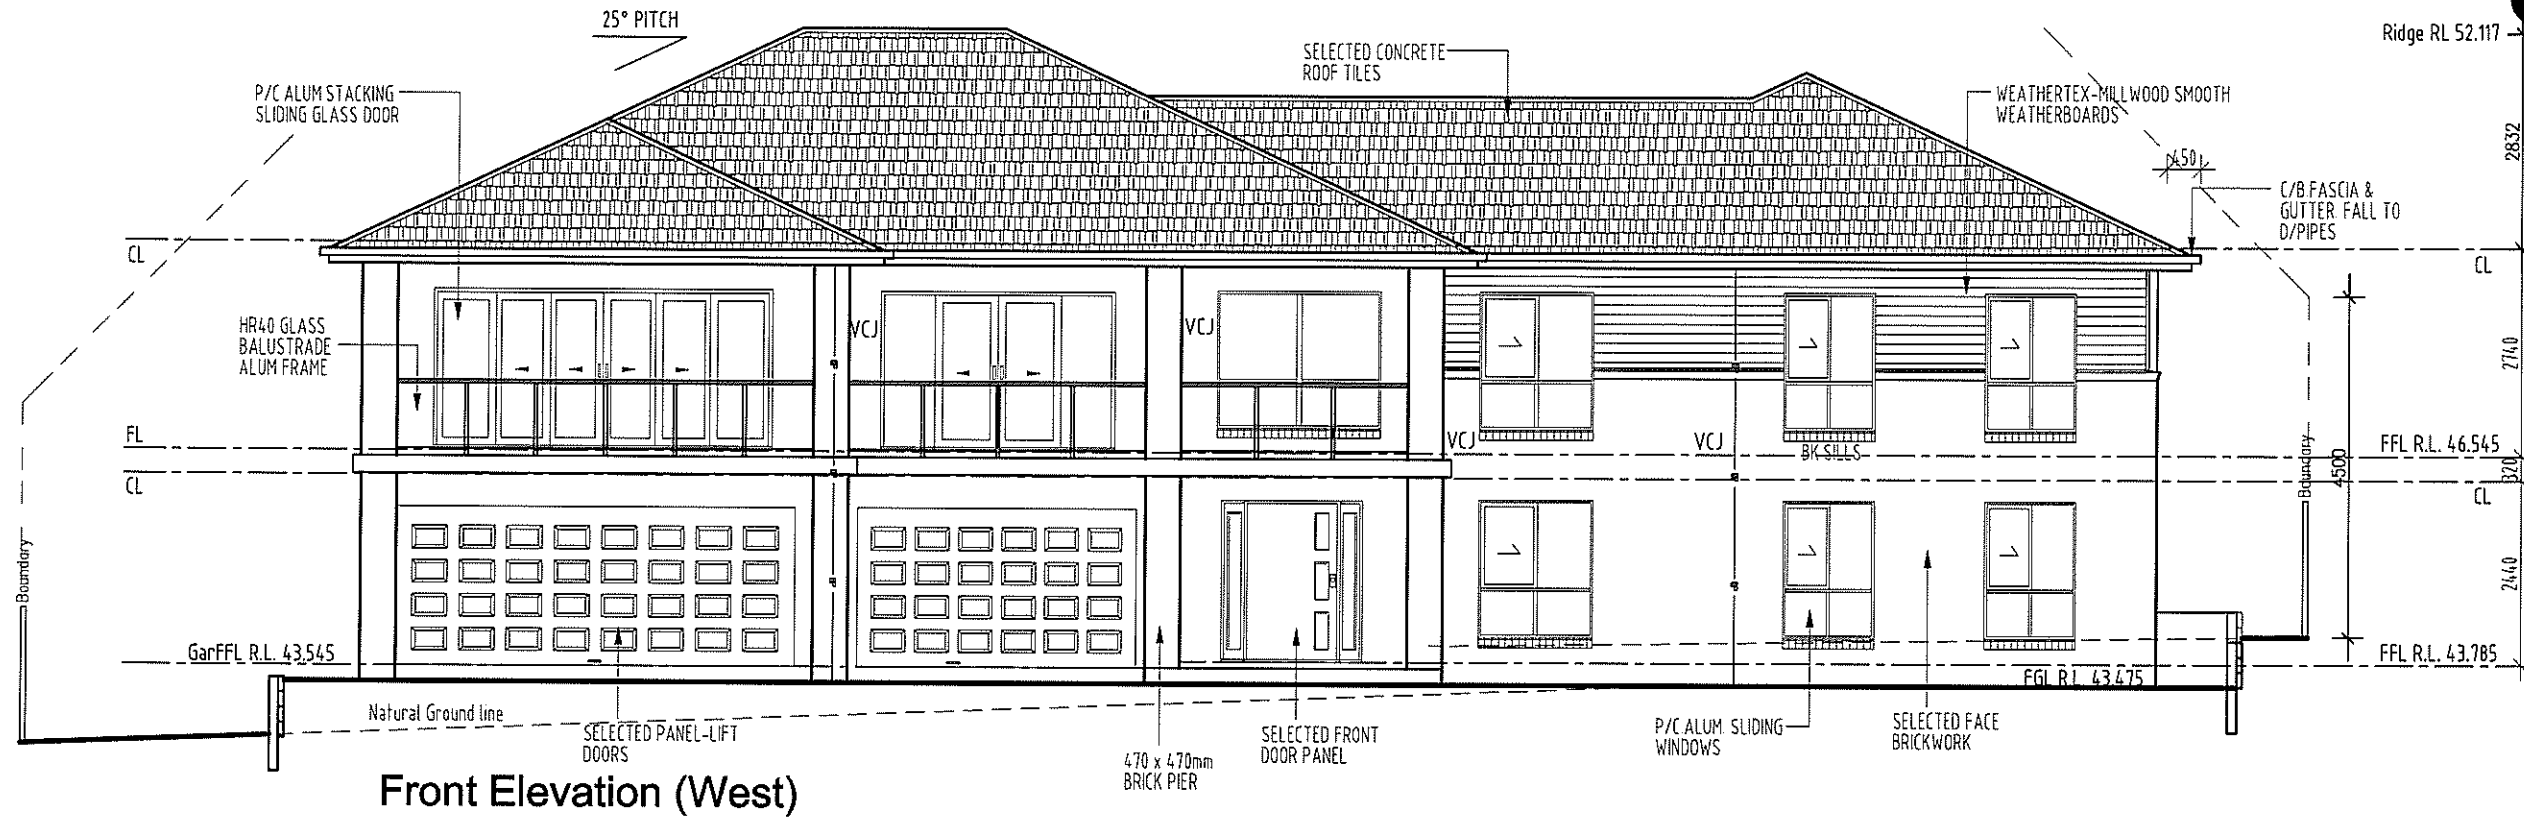 25° PITCH
Ridge RL 52.117
SELECTED CONCRETE
ROOF TILES
P/C ALUM STACKING
SLIDING GLASS DOOR
WEATHERTEX-MILLWOOD SMOOTH
WEATHERBOARDS
2832
450
C/B FASCIA &
GUTTER. FALL TO
D/PIPES
CL
CL
HR40 GLASS
BALUSTRADE
ALUM FRAME
VCJ
VCJ
2740
FL
VCJ
VCJ
BK SILLS
FFL R.L. 46.545
CL
320
CL
4500
Boundary
Boundary
2440
GarFFL R.L. 43.545
FFL R.L. 43.785
FGL R.L. 43.475
Natural Ground line
SELECTED PANEL-LIFT
DOORS
470 x 470mm
BRICK PIER
SELECTED FRONT
DOOR PANEL
P/C ALUM. SLIDING
WINDOWS
SELECTED FACE
BRICKWORK
Front Elevation (West)